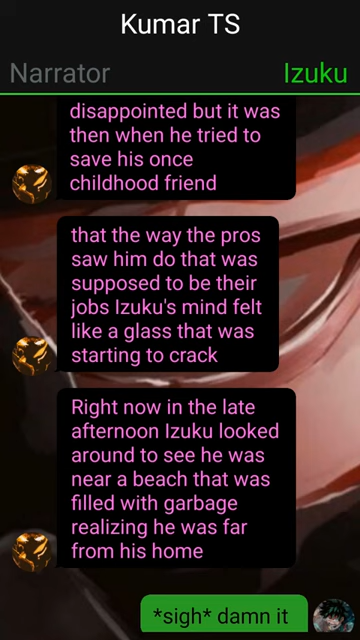 Kumar TS
Narrator
Izuku
disappointed but it was
then when he tried to
save his once
childhood friend
that the way the pros
saw him do that was
supposed to be their
jobs Izuku's mind felt
like a glass that was
starting to crack
Right now in the late
afternoon Izuku looked
around to see he was
near a beach that was
filled with garbage
realizing he was far
from his home
*sigh* damn it